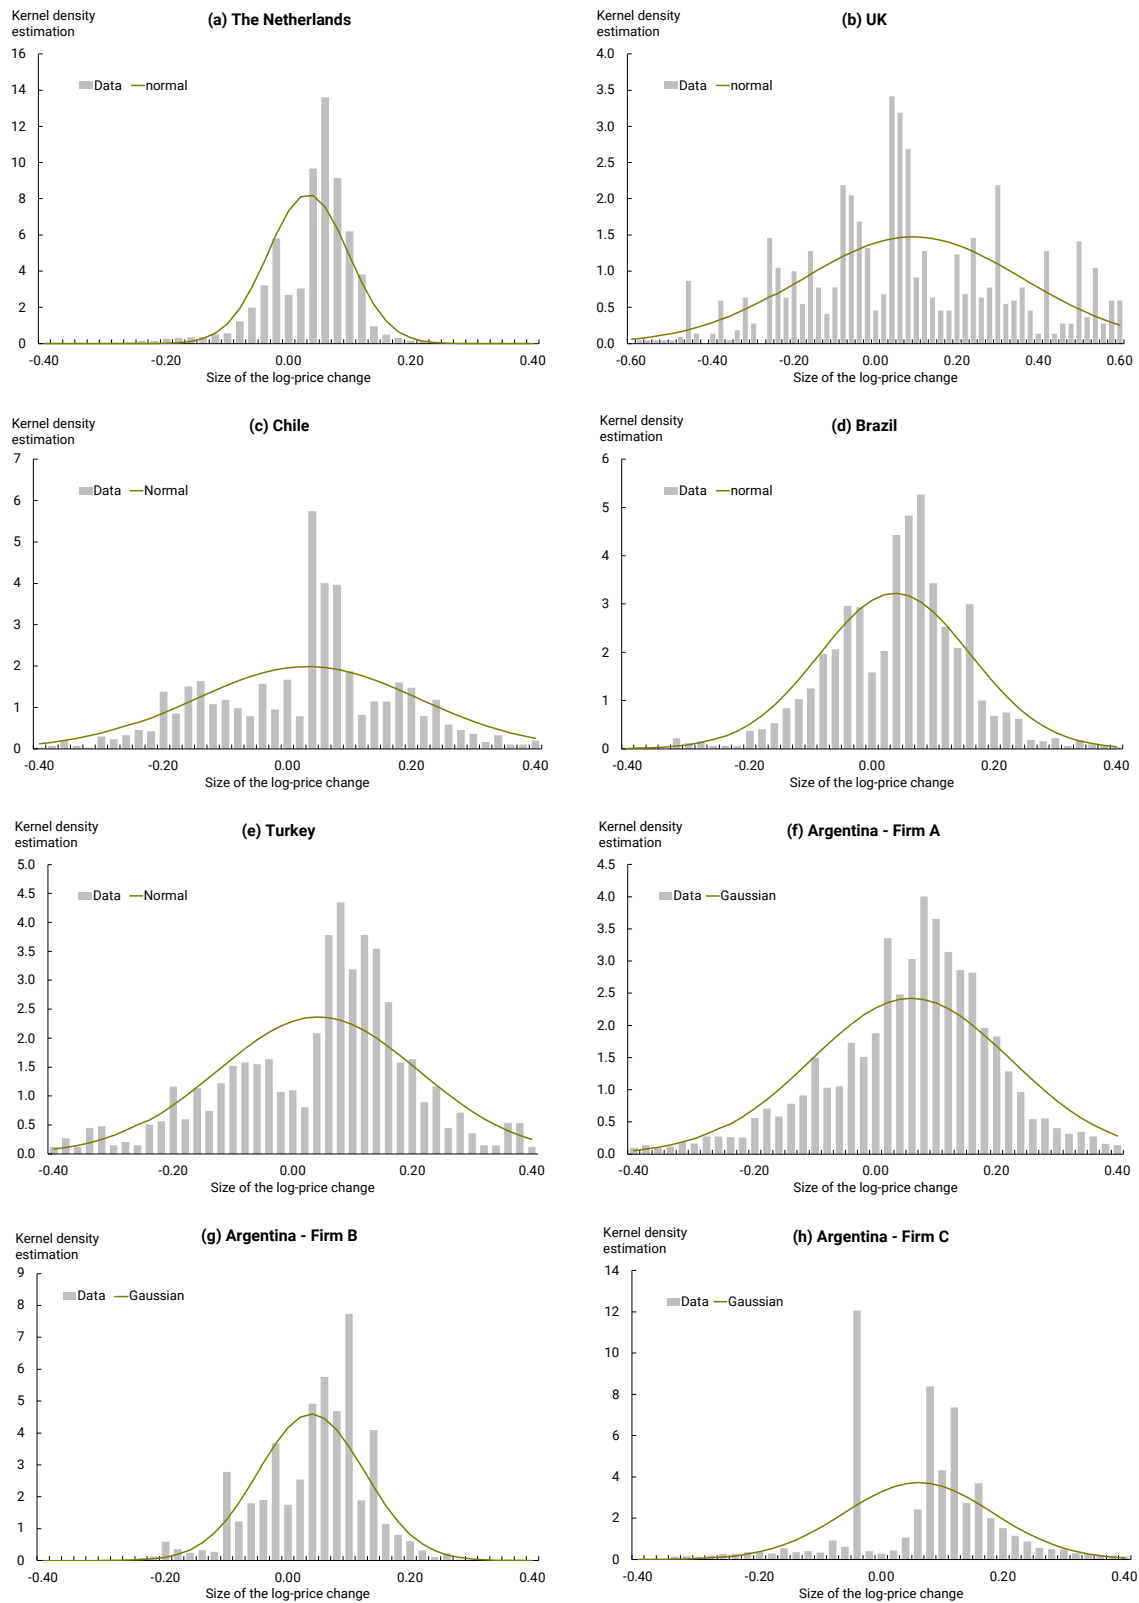 Kernel density
estimation
(a) The Netherlands
16
14
12
10
8
6
4
2
0
Data
normal
-0.40
-0.20
0.00
0.20
0.40
Size of the log-price change
Kernel density
estimation
(b) UK
4.0
3.5
3.0
2.5
2.0
1.5
1.0
0.5
0.0
Data
normal
-0.60
-0.40
-0.20
0.00
0.20
0.40
0.60
Size of the log-price change
Kernel density
estimation
(c) Chile
7
6
5
4
3
2
1
0
Data
Normal
-0.40
-0.20
0.00
0.20
0.40
Size of the log-price change
Kernel density
estimation
(d) Brazil
6
5
4
3
2
1
0
Data
normal
-0.40
-0.20
0.00
0.20
0.40
Size of the log-price change
Kernel density
estimation
(e) Turkey
5.0
4.5
4.0
3.5
3.0
2.5
2.0
1.5
1.0
0.5
0.0
Data
Normal
-0.40
-0.20
0.00
0.20
0.40
Size of the log-price change
Kernel density
estimation
(f) Argentina - Firm A
4.5
4.0
3.5
3.0
2.5
2.0
1.5
1.0
0.5
0.0
Data
Gaussian
-0.40
-0.20
0.00
0.20
0.40
Size of the log-price change
Kernel density
estimation
(g) Argentina - Firm B
9
8
7
6
5
4
3
2
1
0
Data
Gaussian
-0.40
-0.20
0.00
0.20
0.40
Size of the log-price change
Kernel density
estimation
(h) Argentina - Firm C
14
12
10
8
6
4
2
0
Data
Gaussian
-0.40
-0.20
0.00
0.20
0.40
Size of the log-price change